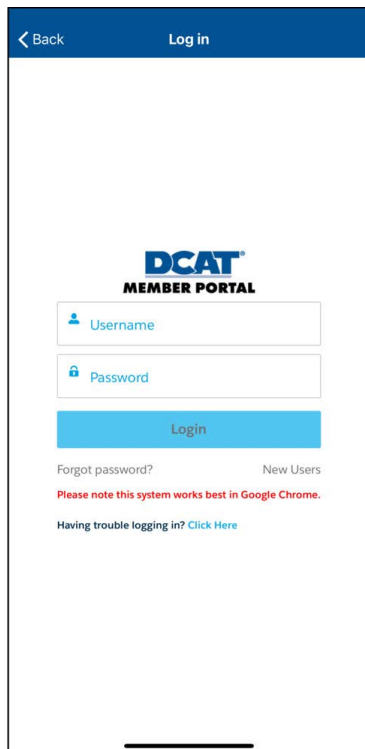 Back
Log in
DCAT®
MEMBER PORTAL
Username
Password
Login
Forgot password? New Users
Please note this system works best in Google Chrome.
Having trouble logging in? Click Here